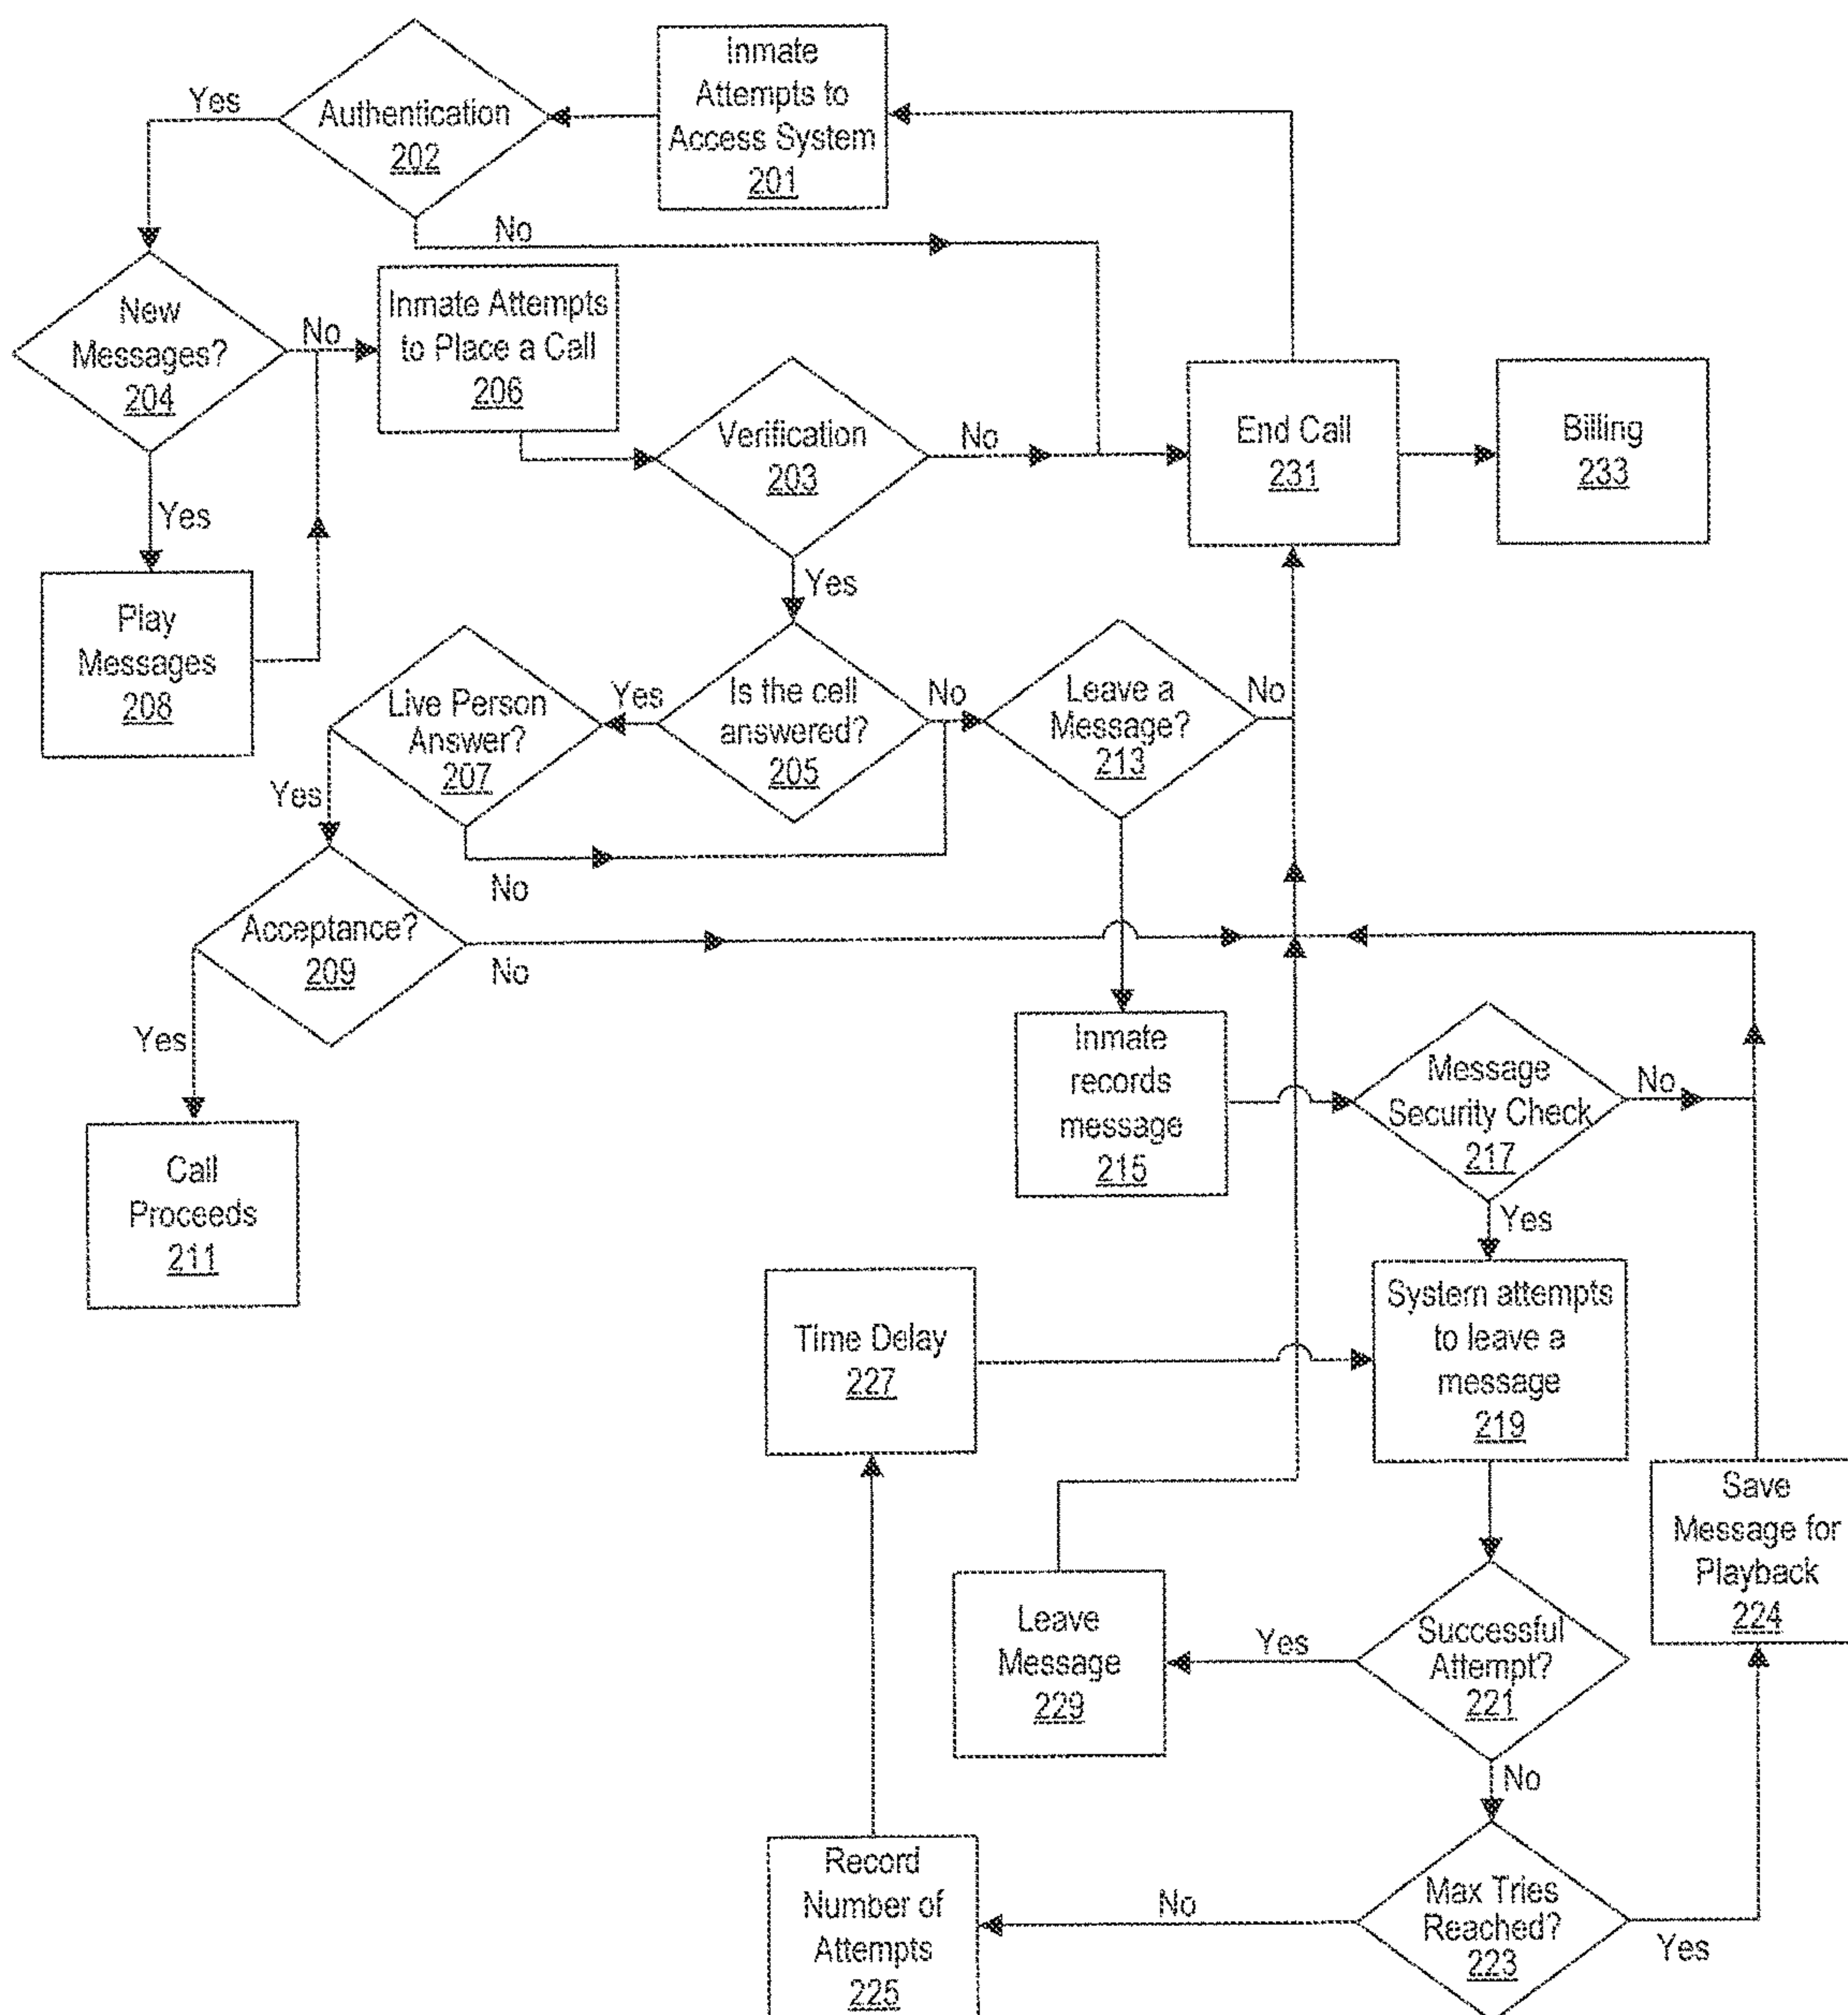 Inmate
Attempts to
Access System
201
Authentication
202
Yes
No
New
Messages?
204
No
Yes
Inmate Attempts
to Place a Call
206
Verification
203
No
Yes
End Call
231
Billing
233
Play
Messages
208
Live Person
Answer?
207
Yes
No
Is the cell
answered?
205
Yes
No
Leave a
Message?
213
No
Acceptance?
209
No
Yes
Call
Proceeds
211
Inmate
records
message
215
Message
Security Check
217
No
Yes
System attempts
to leave a
message
219
Time Delay
227
Save
Message for
Playback
224
Leave
Message
229
Yes
Successful
Attempt?
221
No
Record
Number of
Attempts
225
No
Max Tries
Reached?
223
Yes